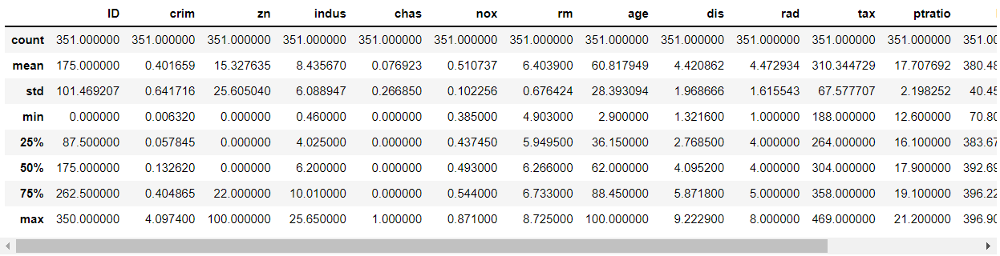 ID crim zn indus chas nox rm age dis rad tax ptratio
count 351.000000 351.000000 351.000000 351.000000 351.000000 351.000000 351.000000 351.000000 351.000000 351.000000 351.000000 351.000000 351.00
mean 175.000000 0.401659 15.327635 8.435670 0.076923 0.510737 6.403900 60.817949 4.420862 4.472934 310.344729 17.707692 380.48
std 101.469207 0.641716 25.605040 6.088947 0.266850 0.102256 0.676424 28.393094 1.968666 1.615543 67.577707 2.198252 40.45
min 0.000000 0.006320 0.000000 0.460000 0.000000 0.385000 4.903000 2.900000 1.321600 1.000000 188.000000 12.600000 70.80
25% 87.500000 0.057845 0.000000 4.025000 0.000000 0.437450 5.949500 36.150000 2.768500 4.000000 264.000000 16.100000 383.67
50% 175.000000 0.132620 0.000000 6.200000 0.000000 0.493000 6.266000 62.000000 4.095200 4.000000 304.000000 17.900000 392.69
75% 262.500000 0.404865 22.000000 10.010000 0.000000 0.544000 6.733000 88.450000 5.871800 5.000000 358.000000 19.100000 396.22
max 350.000000 4.097400 100.000000 25.650000 1.000000 0.871000 8.725000 100.000000 9.222900 8.000000 469.000000 21.200000 396.90